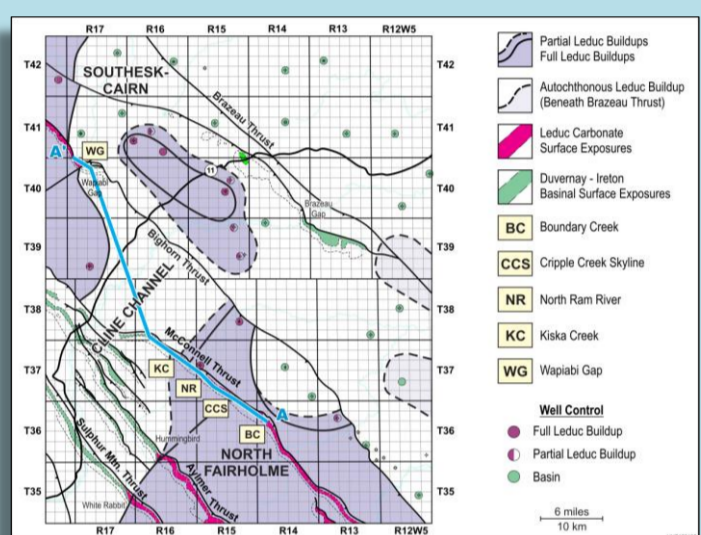 R17 R16 R15 R14 R13 R12W5
T42 T42
SOUTHESK-
CAIRN
Brazeau Thrust
T41 T41
A' WG
Wapiabi
Gap
11
T40 T40
Brazeau
Gap
T39 T39
Bighorn Thrust
CLINE CHANNEL
T38 T38
McConnell Thrust
T37 T37
KC
NR
CCS
A
BC
T36 T36
Hummingbird
NORTH
FAIRHOLME
Sulphur Mtn. Thrust
Aylmer Thrust
White Rabbit
T35 T35
R17 R16 R15 R14 R13 R12W5
Partial Leduc Buildups
Full Leduc Buildups
Autochthonous Leduc Buildup
(Beneath Brazeau Thrust)
Leduc Carbonate
Surface Exposures
Duvernay - Ireton
Basinal Surface Exposures
BC Boundary Creek
CCS Cripple Creek Skyline
NR North Ram River
KC Kiska Creek
WG Wapiabi Gap
Well Control
Full Leduc Buildup
Partial Leduc Buildup
Basin
6 miles
10 km